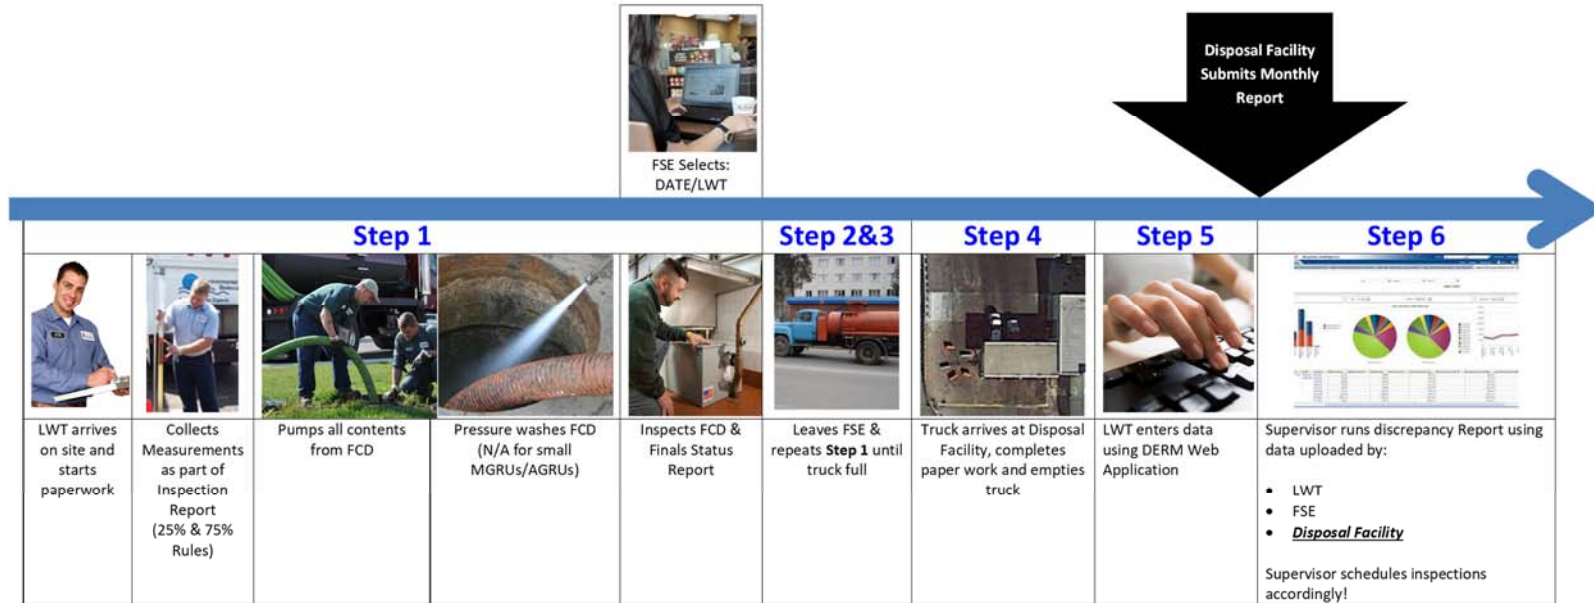 Disposal Facility
Submits Monthly
Report
FSE Selects:
DATE/LWT
Step 1
Step 2&3
Step 4
Step 5
Step 6
LWT arrives
on site and
starts
paperwork
Collects
Measurements
as part of
Inspection
Report
(25% & 75%
Rules)
Pumps all contents
from FCD
Pressure washes FCD
(N/A for small
MGRUs/AGRUs)
Inspects FCD &
Finals Status
Report
Leaves FSE &
repeats Step 1 until
truck full
Truck arrives at Disposal
Facility, completes
paper work and empties
truck
LWT enters data
using DERM Web
Application
Supervisor runs discrepancy Report using
data uploaded by:
• LWT
• FSE
• Disposal Facility
Supervisor schedules inspections
accordingly!